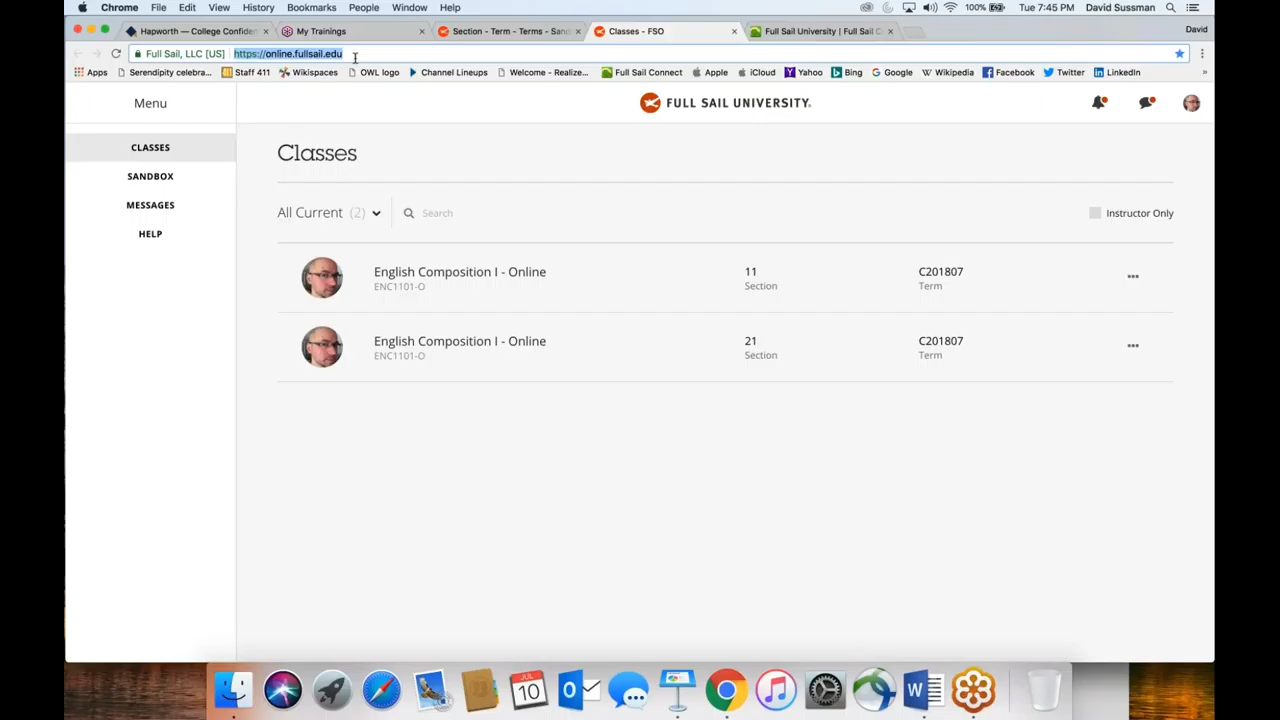 Chrome File Edit View History Bookmarks People Window Help 100% Tue 7:45 PM David Sussman
Hapworth — College Confiden × My Trainings × Section - Term - Terms - Sand × Classes - FSO × Full Sail University | Full Sail C × David
Full Sail, LLC [US] https://online.fullsail.edu
Apps Serendipity celebra... Staff 411 Wikispaces OWL logo Channel Lineups Welcome - Realize... Full Sail Connect Apple iCloud Yahoo Bing Google Wikipedia Facebook Twitter LinkedIn »
Menu FULL SAIL UNIVERSITY.
CLASSES
SANDBOX
MESSAGES
HELP
Classes
All Current (2) Search Instructor Only
English Composition I - Online 11 C201807
ENC1101-O Section Term
English Composition I - Online 21 C201807
ENC1101-O Section Term
JUL
10